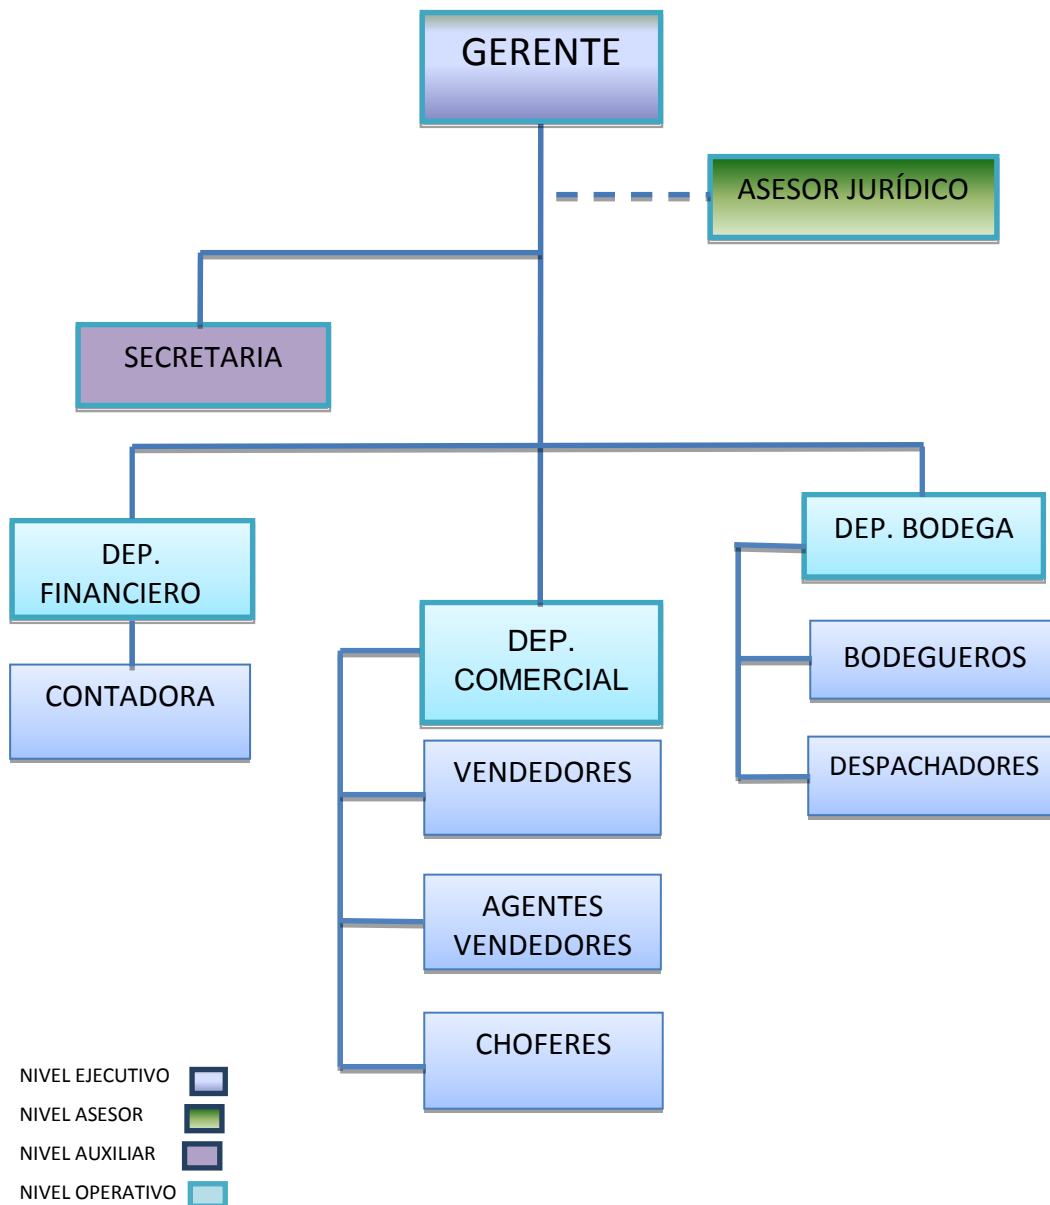 GERENTE
ASESOR JURÍDICO
SECRETARIA
DEP.
FINANCIERO
CONTADORA
DEP.
COMERCIAL
VENDEDORES
AGENTES
VENDEDORES
CHOFERES
DEP. BODEGA
BODEGUEROS
DESPACHADORES
NIVEL EJECUTIVO
NIVEL ASESOR
NIVEL AUXILIAR
NIVEL OPERATIVO